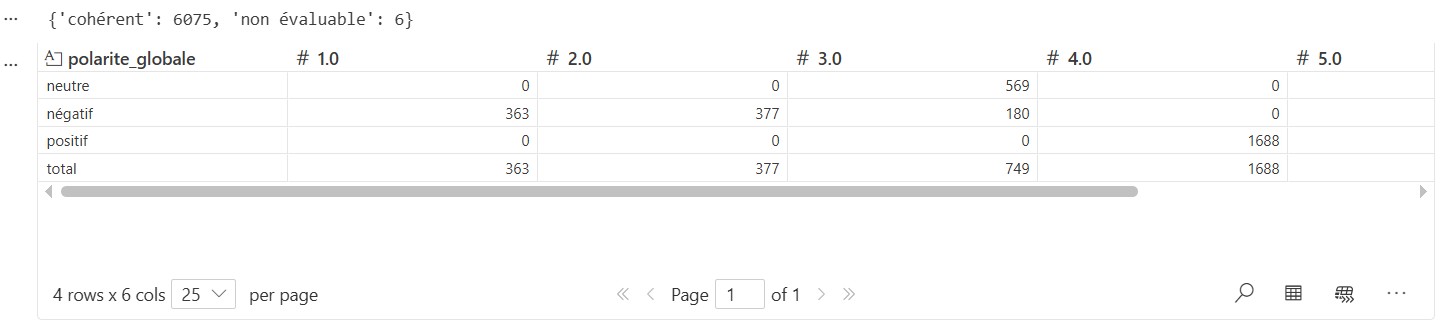 {'cohérent': 6075, 'non évaluable': 6}
polarite_globale # 1.0 # 2.0 # 3.0 # 4.0 # 5.0
neutre 0 0 569 0
négatif 363 377 180 0
positif 0 0 0 1688
total 363 377 749 1688
4 rows x 6 cols 25 per page Page 1 of 1